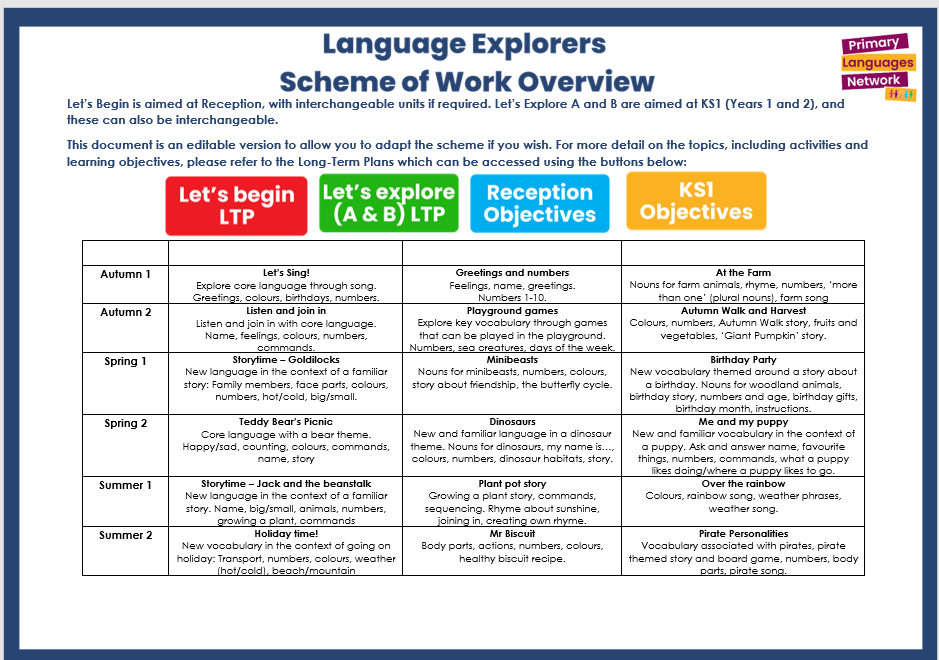 Language Explorers
Scheme of Work Overview
Primary
Languages
Network
Let's Begin is aimed at Reception, with interchangeable units if required. Let's Explore A and B are aimed at KS1 (Years 1 and 2), and
these can also be interchangeable.
This document is an editable version to allow you to adapt the scheme if you wish. For more detail on the topics, including activities and
learning objectives, please refer to the Long-Term Plans which can be accessed using the buttons below:
Let's begin
LTP
Let's explore
(A & B) LTP
Reception
Objectives
KS1
Objectives
Autumn 1
Let's Sing!
Explore core language through song.
Greetings, colours, birthdays, numbers.
Greetings and numbers
Feelings, name, greetings.
Numbers 1-10.
At the Farm
Nouns for farm animals, rhyme, numbers, 'more
than one' (plural nouns), farm song
Autumn 2
Listen and join in
Listen and join in with core language.
Name, feelings, colours, numbers,
commands.
Playground games
Explore key vocabulary through games
that can be played in the playground.
Numbers, sea creatures, days of the week.
Autumn Walk and Harvest
Colours, numbers, Autumn Walk story, fruits and
vegetables, 'Giant Pumpkin' story.
Spring 1
Storytime – Goldilocks
New language in the context of a familiar
story: Family members, face parts, colours,
numbers, hot/cold, big/small.
Minibeasts
Nouns for minibeasts, numbers, colours,
story about friendship, the butterfly cycle.
Birthday Party
New vocabulary themed around a story about
a birthday. Nouns for woodland animals,
birthday story, numbers and age, birthday gifts,
birthday month, instructions.
Spring 2
Teddy Bear's Picnic
Core language with a bear theme.
Happy/sad, counting, colours, commands,
name, story
Dinosaurs
New and familiar language in a dinosaur
theme. Nouns for dinosaurs, my name is…,
colours, numbers, dinosaur habitats, story.
Me and my puppy
New and familiar vocabulary in the context of
a puppy. Ask and answer name, favourite
things, numbers, commands, what a puppy
likes doing/where a puppy likes to go.
Summer 1
Storytime – Jack and the beanstalk
New language in the context of a familiar
story. Name, big/small, animals, numbers,
growing a plant, commands
Plant pot story
Growing a plant story, commands,
sequencing. Rhyme about sunshine,
joining in, creating own rhyme.
Over the rainbow
Colours, rainbow song, weather phrases,
weather song.
Summer 2
Holiday time!
New vocabulary in the context of going on
holiday: Transport, numbers, colours, weather
(hot/cold), beach/mountain
Mr Biscuit
Body parts, actions, numbers, colours,
healthy biscuit recipe.
Pirate Personalities
Vocabulary associated with pirates, pirate
themed story and board game, numbers, body
parts, pirate song.